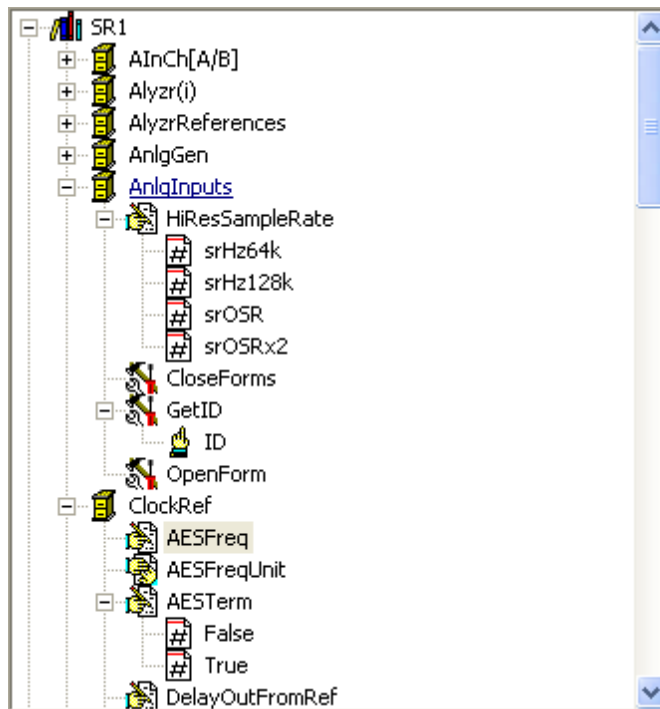 SR1
AInCh[A/B]
Alyzr(i)
AlyzrReferences
AnlgGen
AnlgInputs
HiResSampleRate
srHz64k
srHz128k
srOSR
srOSRx2
CloseForms
GetID
ID
OpenForm
ClockRef
AESFreq
AESFreqUnit
AESTerm
False
True
DelayOutFromRef